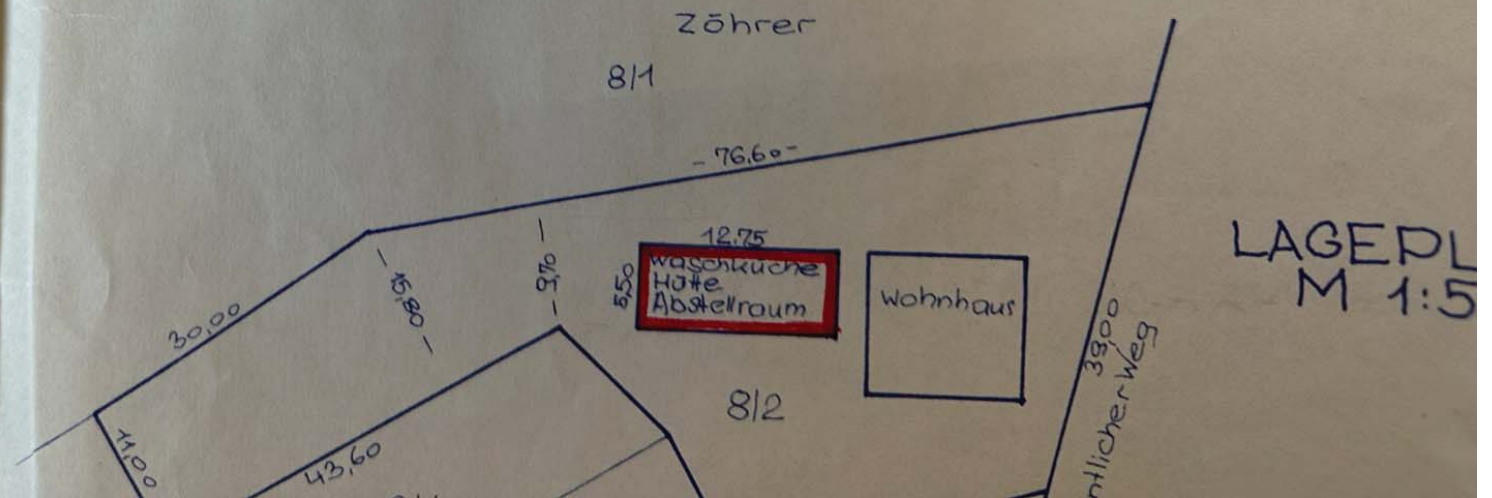 Zöhrer
8/1
- 76,60 -
12,75
Waschküche
Hütte
Abstellraum
5,50
9,70
15,80
30,00
11,00
43,60
Wohnhaus
8/2
39,00
ntlicher Weg
LAGEPL
M 1:5